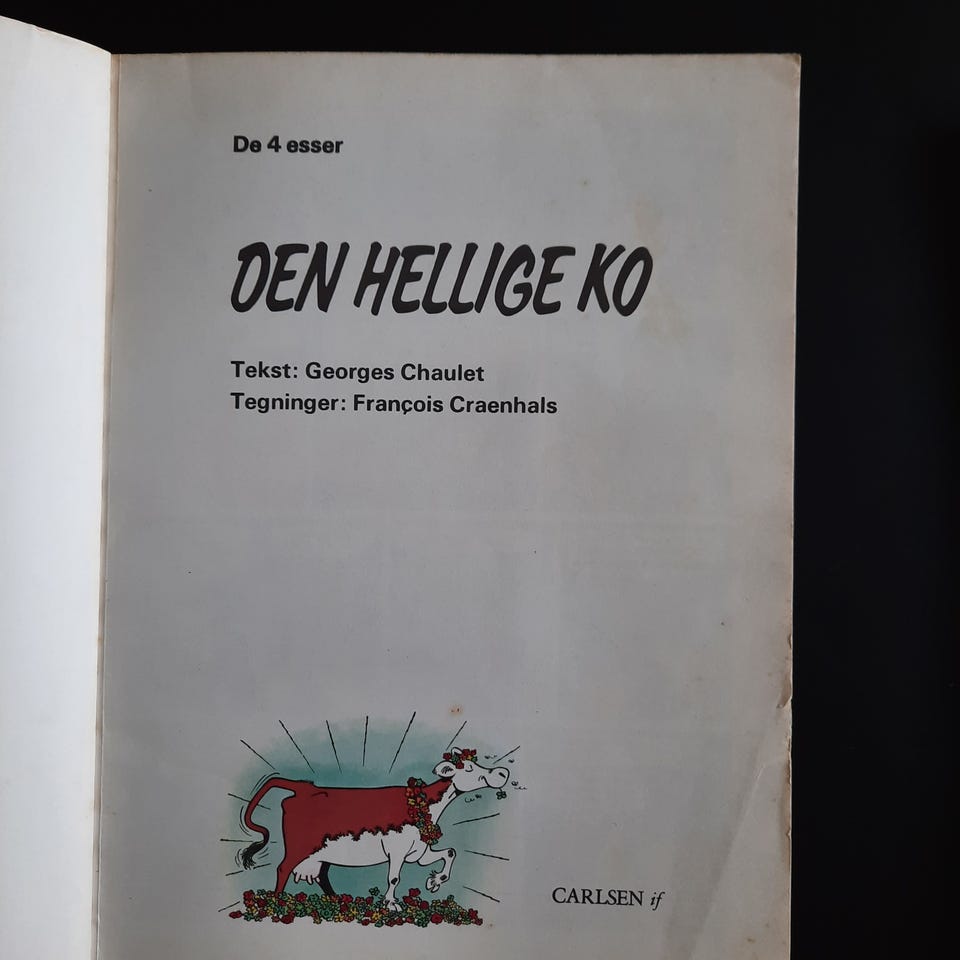 De 4 esser
DEN HELLIGE KO
Tekst: Georges Chaulet
Tegninger: François Craenhals
CARLSEN if